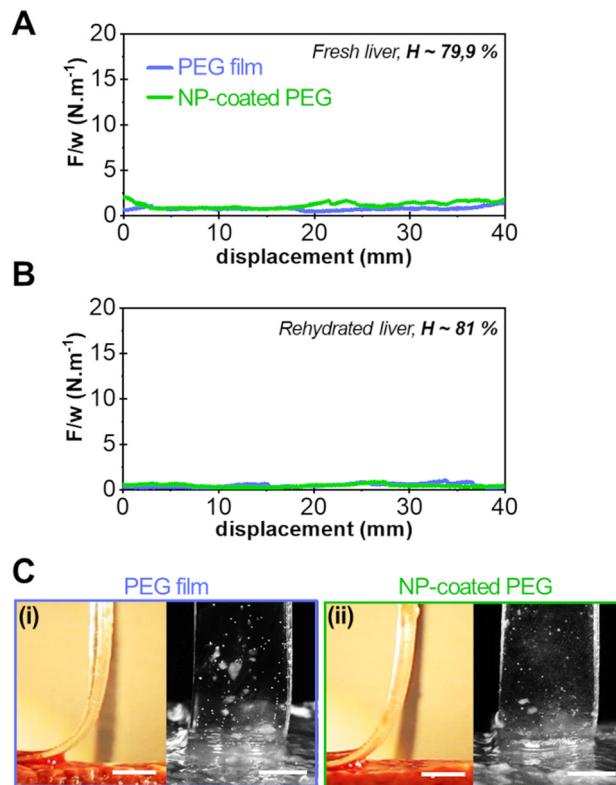 A
20
15
10
5
0
F/w (N.m⁻¹)
Fresh liver, H ~ 79,9 %
PEG film
NP-coated PEG
0 10 20 30 40
displacement (mm)
B
20
15
10
5
0
F/w (N.m⁻¹)
Rehydrated liver, H ~ 81 %
0 10 20 30 40
displacement (mm)
C
PEG film NP-coated PEG
(i) (ii)